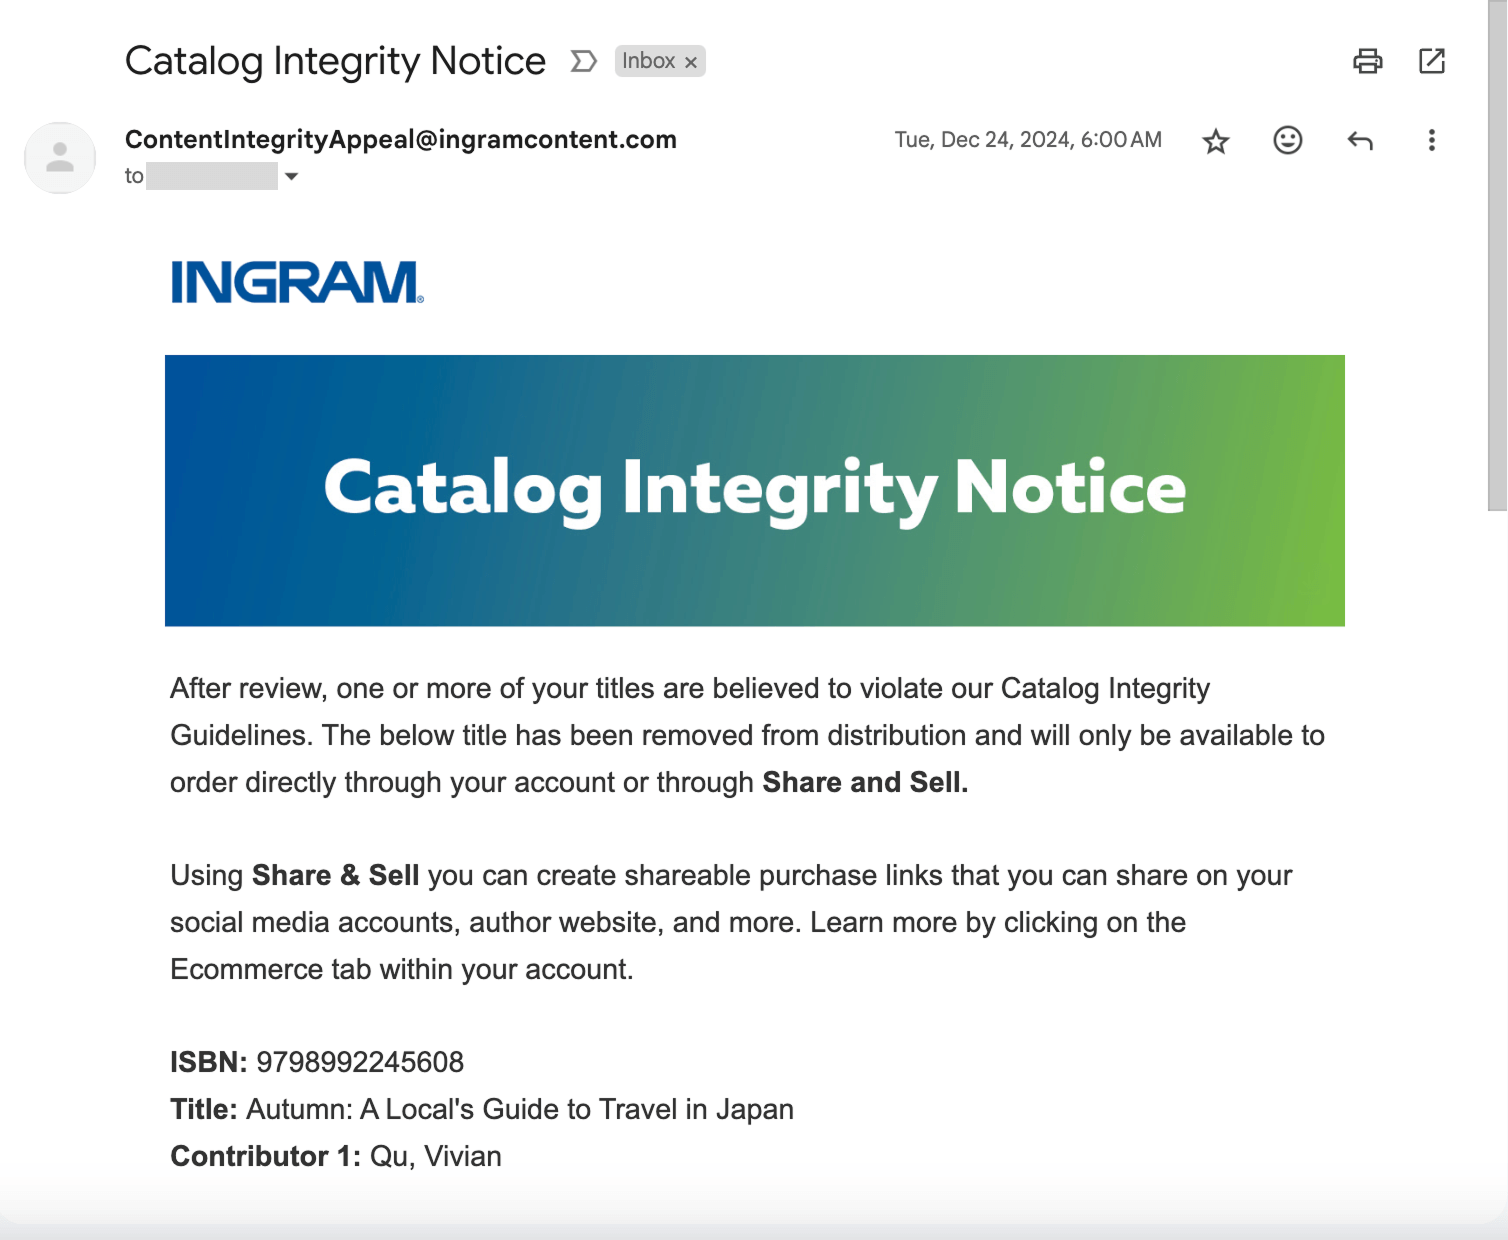 Catalog Integrity Notice
Inbox ×
ContentIntegrityAppeal@ingramcontent.com
Tue, Dec 24, 2024, 6:00 AM
to
INGRAM®
Catalog Integrity Notice
After review, one or more of your titles are believed to violate our Catalog Integrity
Guidelines. The below title has been removed from distribution and will only be available to
order directly through your account or through Share and Sell.
Using Share & Sell you can create shareable purchase links that you can share on your
social media accounts, author website, and more. Learn more by clicking on the
Ecommerce tab within your account.
ISBN: 9798992245608
Title: Autumn: A Local's Guide to Travel in Japan
Contributor 1: Qu, Vivian